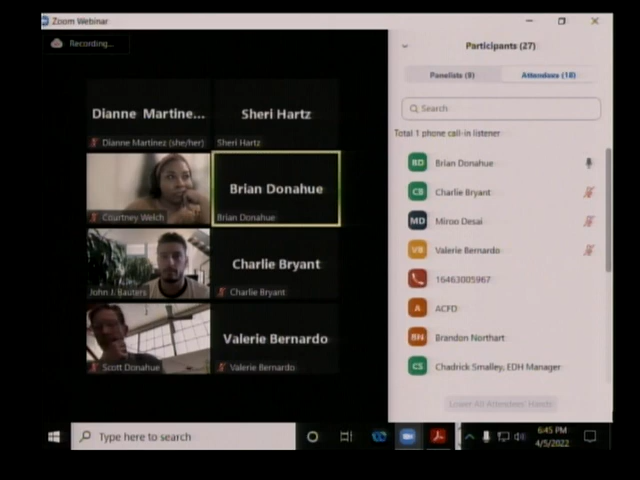 Zoom Webinar
Recording...
Participants (27)
Panelists (9)
Attendees (18)
Search
Total 1 phone call-in listener
Dianne Martine...
Dianne Martinez (she/her)
Sheri Hartz
Sheri Hartz
Courtney Welch
Brian Donahue
Brian Donahue
John J. Bauters
Charlie Bryant
Charlie Bryant
Scott Donahue
Valerie Bernardo
Valerie Bernardo
BD Brian Donahue
CB Charlie Bryant
MD Miroo Desai
VB Valerie Bernardo
16463005967
A ACFD
BN Brandon Northart
CS Chadrick Smalley, EDH Manager
Lower All Attendees' Hands
Type here to search
6:45 PM
4/5/2022